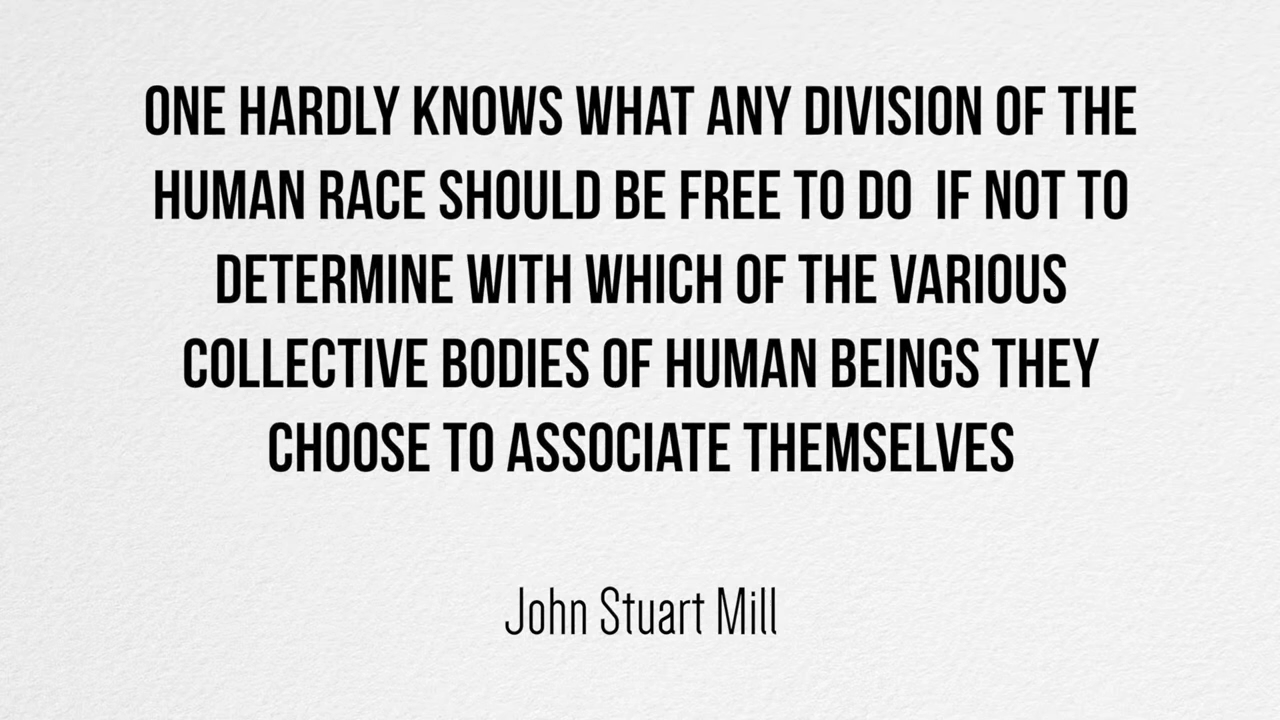 ONE HARDLY KNOWS WHAT ANY DIVISION OF THE
HUMAN RACE SHOULD BE FREE TO DO  IF NOT TO
DETERMINE WITH WHICH OF THE VARIOUS
COLLECTIVE BODIES OF HUMAN BEINGS THEY
CHOOSE TO ASSOCIATE THEMSELVES
John Stuart Mill